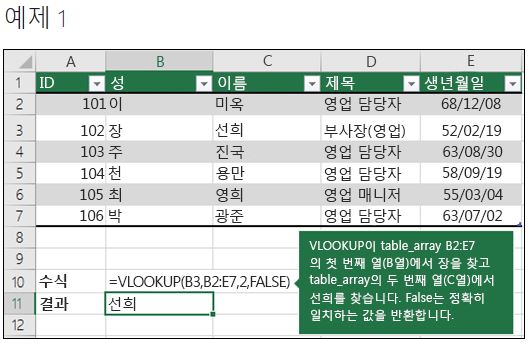 예제 1
A B C D E
1 ID 성 이름 제목 생년월일
2 101 이 미옥 영업 담당자 68/12/08
3 102 장 선희 부사장(영업) 52/02/19
4 103 주 진국 영업 담당자 63/08/30
5 104 천 용만 영업 담당자 58/09/19
6 105 최 영희 영업 매니저 55/03/04
7 106 박 광준 영업 담당자 63/07/02
8
9
10 수식 =VLOOKUP(B3,B2:E7,2,FALSE)
11 결과 선희
12
VLOOKUP이 table_array B2:E7
의 첫 번째 열(B열)에서 장을 찾고
table_array의 두 번째 열(C열)에서
선희를 찾습니다. False는 정확히
일치하는 값을 반환합니다.